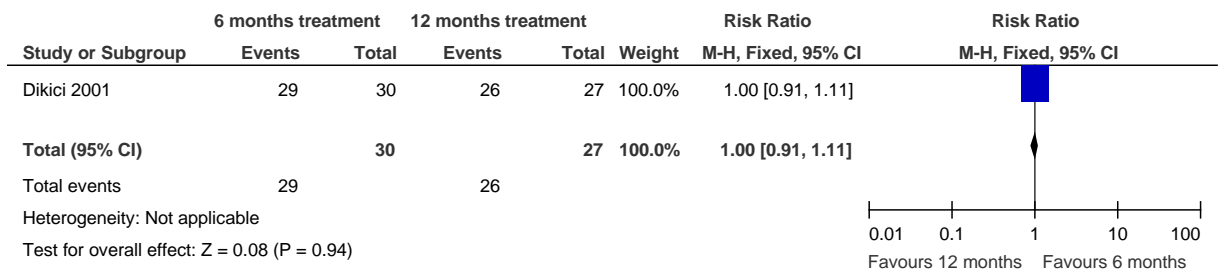 6 months treatment 12 months treatment Risk Ratio Risk Ratio
Study or Subgroup Events Total Events Total Weight M-H, Fixed, 95% CI M-H, Fixed, 95% CI
Dikici 2001 29 30 26 27 100.0% 1.00 [0.91, 1.11]
Total (95% CI) 30 27 100.0% 1.00 [0.91, 1.11]
Total events 29 26
Heterogeneity: Not applicable
Test for overall effect: Z = 0.08 (P = 0.94)
0.01 0.1 1 10 100
Favours 12 months Favours 6 months